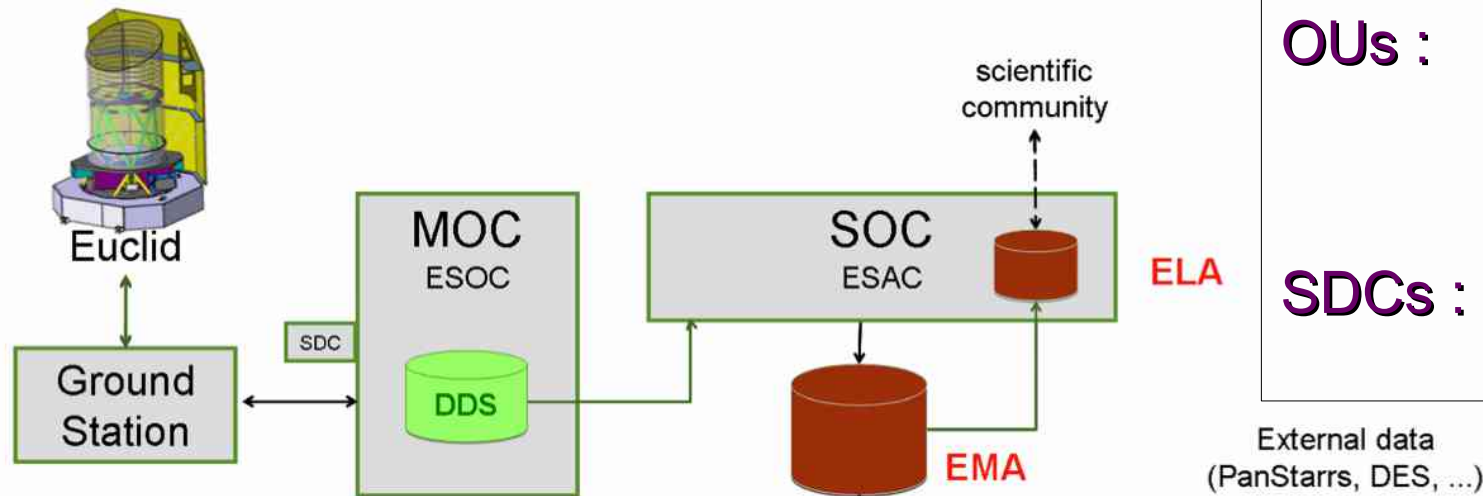 Euclid
Ground
Station
SDC
MOC
ESOC
DDS
scientific
community
SOC
ESAC
ELA
EMA
OUs :
SDCs :
External data
(PanStarrs, DES, ...)